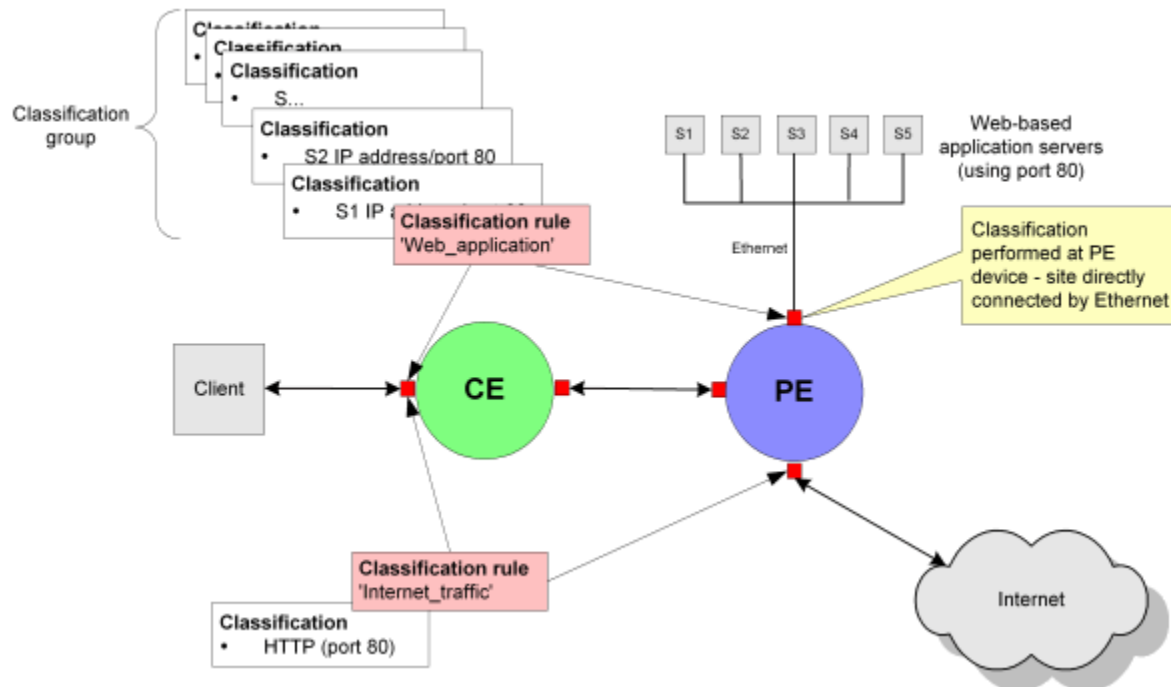 Classification
Classification
Classification
• S...
Classification
• S2 IP address/port 80
Classification
• S1 IP
Classification
group
Classification rule
'Web_application'
S1
S2
S3
S4
S5
Web-based
application servers
(using port 80)
Ethernet
Classification
performed at PE
device - site directly
connected by Ethernet
Client
CE
PE
Classification rule
'Internet_traffic'
Classification
• HTTP (port 80)
Internet